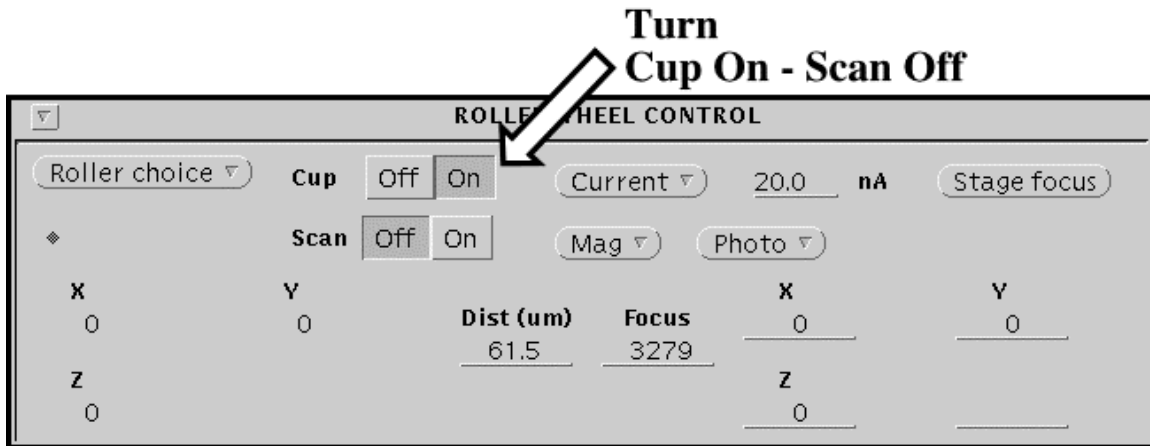 Turn
Cup On - Scan Off
ROLLER WHEEL CONTROL
Roller choice Cup Off On Current 20.0 nA Stage focus
Scan Off On Mag Photo
X Y Dist (um) Focus X Y
0 0 61.5 3279 0 0
Z Z
0 0